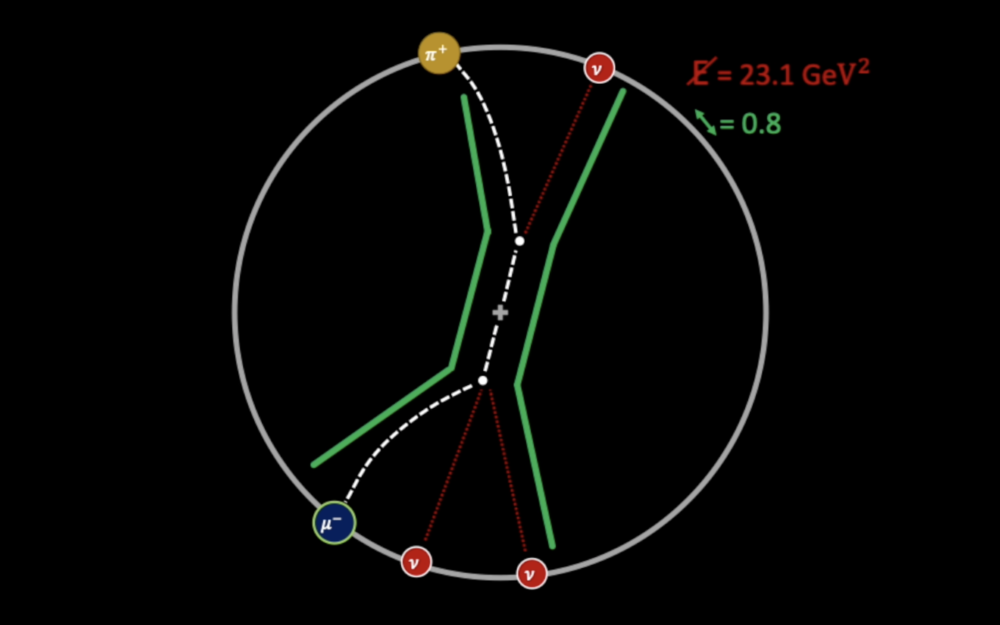 π⁺
ν
E̸ = 23.1 GeV²
= 0.8
μ⁻
ν
ν